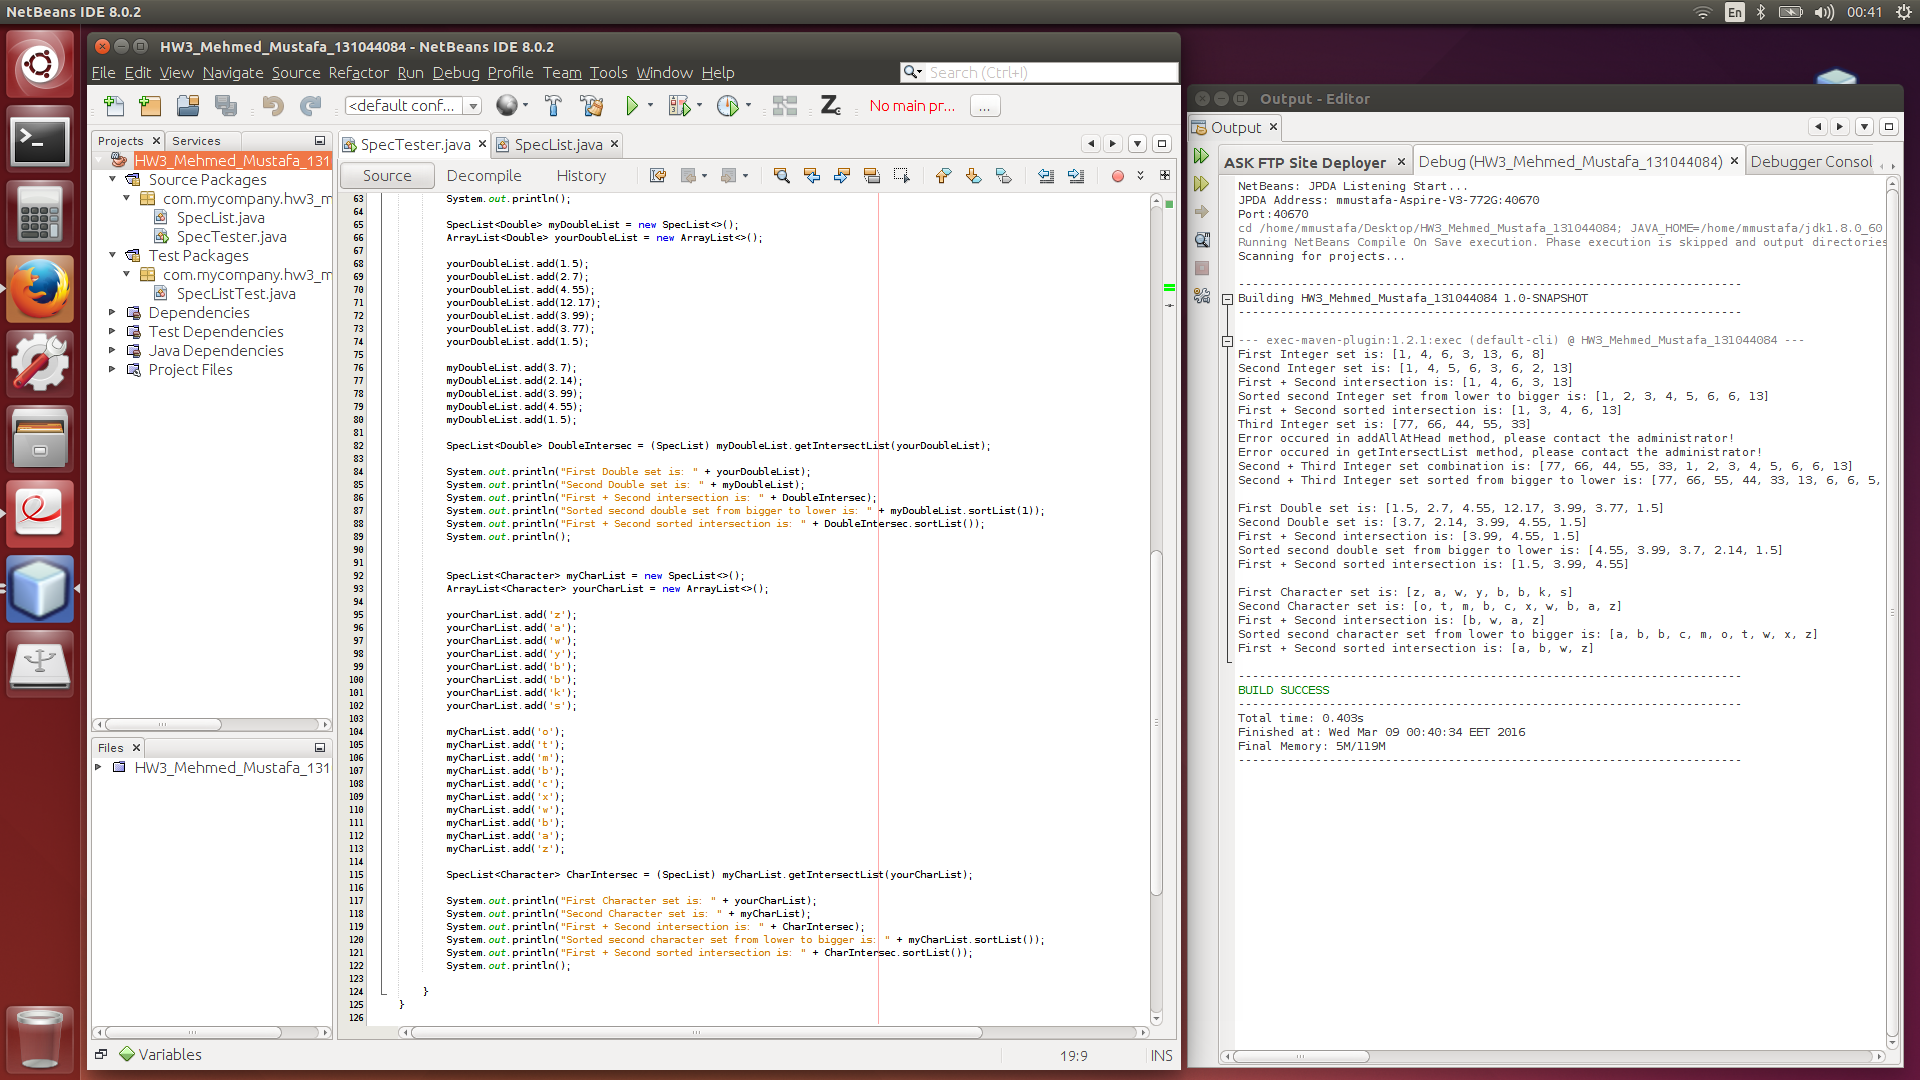 NetBeans IDE 8.0.2
En
00:41
HW3_Mehmed_Mustafa_131044084 - NetBeans IDE 8.0.2
File Edit View Navigate Source Refactor Run Debug Profile Team Tools Window Help
Search (Ctrl+I)
<default conf...
No main pr...
...
Projects
Services
HW3_Mehmed_Mustafa_131
Source Packages
com.mycompany.hw3_m
SpecList.java
SpecTester.java
Test Packages
com.mycompany.hw3_m
SpecListTest.java
Dependencies
Test Dependencies
Java Dependencies
Project Files
Files
HW3_Mehmed_Mustafa_131
SpecTester.java
SpecList.java
Source
Decompile
History
63 System.out.println();
64
65 SpecList<Double> myDoubleList = new SpecList<>();
66 ArrayList<Double> yourDoubleList = new ArrayList<>();
67
68 yourDoubleList.add(1.5);
69 yourDoubleList.add(2.7);
70 yourDoubleList.add(4.55);
71 yourDoubleList.add(12.17);
72 yourDoubleList.add(3.99);
73 yourDoubleList.add(3.77);
74 yourDoubleList.add(1.5);
75
76 myDoubleList.add(3.7);
77 myDoubleList.add(2.14);
78 myDoubleList.add(3.99);
79 myDoubleList.add(4.55);
80 myDoubleList.add(1.5);
81
82 SpecList<Double> DoubleIntersec = (SpecList) myDoubleList.getIntersectList(yourDoubleList);
83
84 System.out.println("First Double set is: " + yourDoubleList);
85 System.out.println("Second Double set is: " + myDoubleList);
86 System.out.println("First + Second intersection is: " + DoubleIntersec);
87 System.out.println("Sorted second double set from bigger to lower is: " + myDoubleList.sortList(1));
88 System.out.println("First + Second sorted intersection is: " + DoubleIntersec.sortList());
89 System.out.println();
90
91
92 SpecList<Character> myCharList = new SpecList<>();
93 ArrayList<Character> yourCharList = new ArrayList<>();
94
95 yourCharList.add('z');
96 yourCharList.add('a');
97 yourCharList.add('w');
98 yourCharList.add('y');
99 yourCharList.add('b');
100 yourCharList.add('b');
101 yourCharList.add('k');
102 yourCharList.add('s');
103
104 myCharList.add('o');
105 myCharList.add('t');
106 myCharList.add('m');
107 myCharList.add('b');
108 myCharList.add('c');
109 myCharList.add('x');
110 myCharList.add('w');
111 myCharList.add('b');
112 myCharList.add('a');
113 myCharList.add('z');
114
115 SpecList<Character> CharIntersec = (SpecList) myCharList.getIntersectList(yourCharList);
116
117 System.out.println("First Character set is: " + yourCharList);
118 System.out.println("Second Character set is: " + myCharList);
119 System.out.println("First + Second intersection is: " + CharIntersec);
120 System.out.println("Sorted second character set from lower to bigger is: " + myCharList.sortList());
121 System.out.println("First + Second sorted intersection is: " + CharIntersec.sortList());
122 System.out.println();
123
124 }
125 }
126
Variables
19:9
INS
Output - Editor
Output
ASK FTP Site Deployer
Debug (HW3_Mehmed_Mustafa_131044084)
Debugger Consol
NetBeans: JPDA Listening Start...
JPDA Address: mmustafa-Aspire-V3-772G:40670
Port:40670
cd /home/mmustafa/Desktop/HW3_Mehmed_Mustafa_131044084; JAVA_HOME=/home/mmustafa/jdk1.8.0_60
Running NetBeans Compile On Save execution. Phase execution is skipped and output directories
Scanning for projects...
------------------------------------------------------------------------
Building HW3_Mehmed_Mustafa_131044084 1.0-SNAPSHOT
------------------------------------------------------------------------
--- exec-maven-plugin:1.2.1:exec (default-cli) @ HW3_Mehmed_Mustafa_131044084 ---
First Integer set is: [1, 4, 6, 3, 13, 6, 8]
Second Integer set is: [1, 4, 5, 6, 3, 6, 2, 13]
First + Second intersection is: [1, 4, 6, 3, 13]
Sorted second Integer set from lower to bigger is: [1, 2, 3, 4, 5, 6, 6, 13]
First + Second sorted intersection is: [1, 3, 4, 6, 13]
Third Integer set is: [77, 66, 44, 55, 33]
Error occured in addAllAtHead method, please contact the administrator!
Error occured in getIntersectList method, please contact the administrator!
Second + Third Integer set combination is: [77, 66, 44, 55, 33, 1, 2, 3, 4, 5, 6, 6, 13]
Second + Third Integer set sorted from bigger to lower is: [77, 66, 55, 44, 33, 13, 6, 6, 5,
First Double set is: [1.5, 2.7, 4.55, 12.17, 3.99, 3.77, 1.5]
Second Double set is: [3.7, 2.14, 3.99, 4.55, 1.5]
First + Second intersection is: [3.99, 4.55, 1.5]
Sorted second double set from bigger to lower is: [4.55, 3.99, 3.7, 2.14, 1.5]
First + Second sorted intersection is: [1.5, 3.99, 4.55]
First Character set is: [z, a, w, y, b, b, k, s]
Second Character set is: [o, t, m, b, c, x, w, b, a, z]
First + Second intersection is: [b, w, a, z]
Sorted second character set from lower to bigger is: [a, b, b, c, m, o, t, w, x, z]
First + Second sorted intersection is: [a, b, w, z]
------------------------------------------------------------------------
BUILD SUCCESS
------------------------------------------------------------------------
Total time: 0.403s
Finished at: Wed Mar 09 00:40:34 EET 2016
Final Memory: 5M/119M
------------------------------------------------------------------------